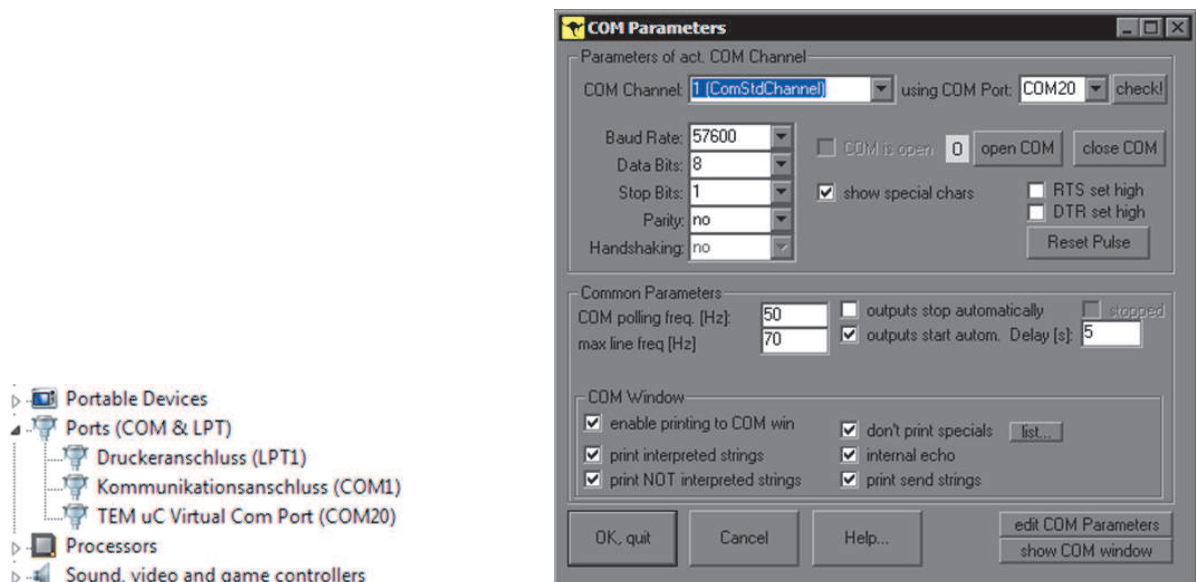 Portable Devices
Ports (COM & LPT)
Druckeranschluss (LPT1)
Kommunikationsanschluss (COM1)
TEM uC Virtual Com Port (COM20)
Processors
Sound, video and game controllers
COM Parameters
Parameters of act. COM Channel
COM Channel: 1 (ComStdChannel) using COM Port: COM20 check!
Baud Rate: 57600 COM is open 0 open COM close COM
Data Bits: 8
Stop Bits: 1 show special chars RTS set high
Parity: no DTR set high
Handshaking: no Reset Pulse
Common Parameters
COM polling freq. [Hz]: 50 outputs stop automatically stopped
max line freq [Hz] 70 outputs start autom. Delay [s]: 5
COM Window
enable printing to COM win don't print specials list...
print interpreted strings internal echo
print NOT interpreted strings print send strings
OK, quit Cancel Help... edit COM Parameters
show COM window